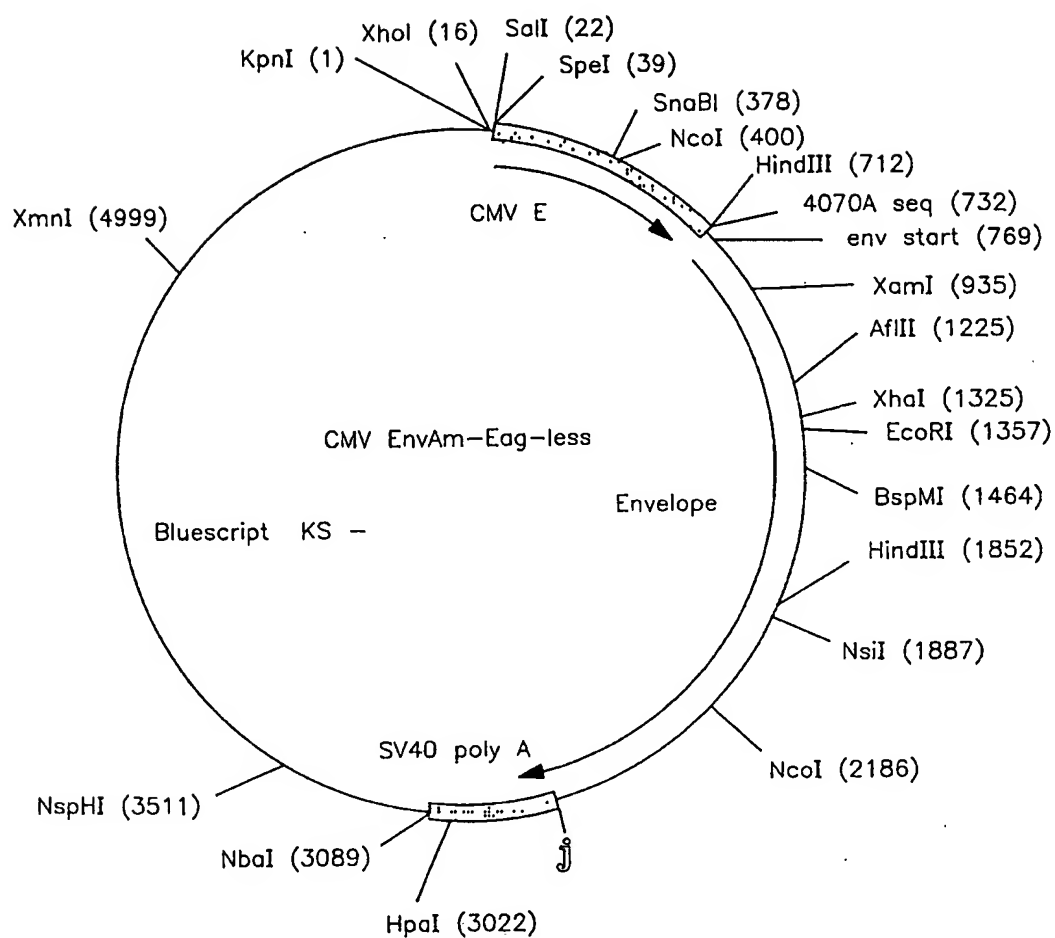 KpnI (1)
XhoI (16)
SalI (22)
SpeI (39)
SnaBI (378)
NcoI (400)
HindIII (712)
4070A seq (732)
env start (769)
XamI (935)
AflII (1225)
XhaI (1325)
EcoRI (1357)
BspMI (1464)
HindIII (1852)
NsiI (1887)
NcoI (2186)
j
HpaI (3022)
NbaI (3089)
NspHI (3511)
XmnI (4999)
CMV E
CMV EnvAm-Eag-less
Envelope
Bluescript KS -
SV40 poly A